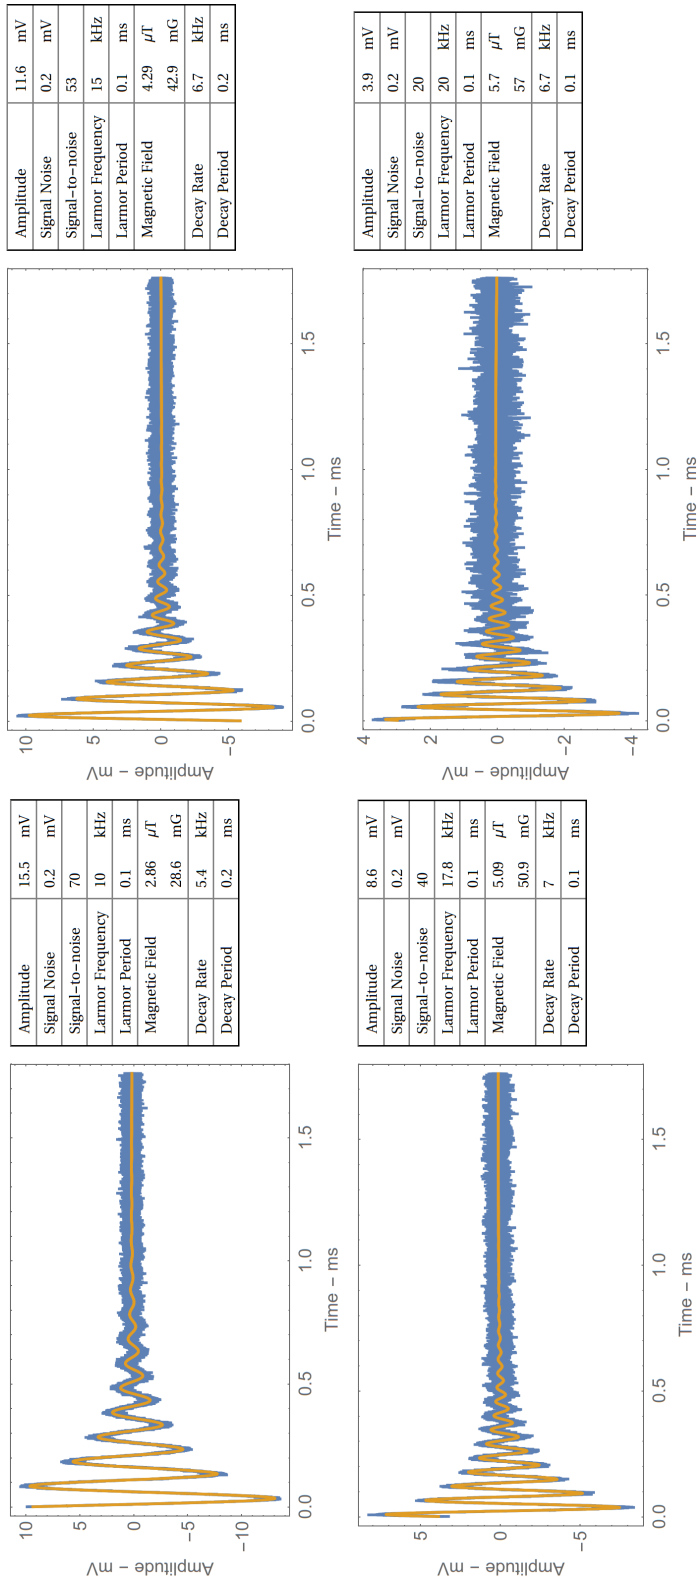 Amplitude – mV
10
5
0
−5
−10
0.0 0.5 1.0 1.5
Time – ms
Amplitude 15.5 mV
Signal Noise 0.2 mV
Signal−to−noise 70
Larmor Frequency 10 kHz
Larmor Period 0.1 ms
Magnetic Field 2.86 μT
28.6 mG
Decay Rate 5.4 kHz
Decay Period 0.2 ms
Amplitude – mV
10
5
0
−5
0.0 0.5 1.0 1.5
Time – ms
Amplitude 11.6 mV
Signal Noise 0.2 mV
Signal−to−noise 53
Larmor Frequency 15 kHz
Larmor Period 0.1 ms
Magnetic Field 4.29 μT
42.9 mG
Decay Rate 6.7 kHz
Decay Period 0.2 ms
Amplitude – mV
5
0
−5
0.0 0.5 1.0 1.5
Time – ms
Amplitude 8.6 mV
Signal Noise 0.2 mV
Signal−to−noise 40
Larmor Frequency 17.8 kHz
Larmor Period 0.1 ms
Magnetic Field 5.09 μT
50.9 mG
Decay Rate 7 kHz
Decay Period 0.1 ms
Amplitude – mV
4
2
0
−2
−4
0.0 0.5 1.0 1.5
Time – ms
Amplitude 3.9 mV
Signal Noise 0.2 mV
Signal−to−noise 20
Larmor Frequency 20 kHz
Larmor Period 0.1 ms
Magnetic Field 5.7 μT
57 mG
Decay Rate 6.7 kHz
Decay Period 0.1 ms